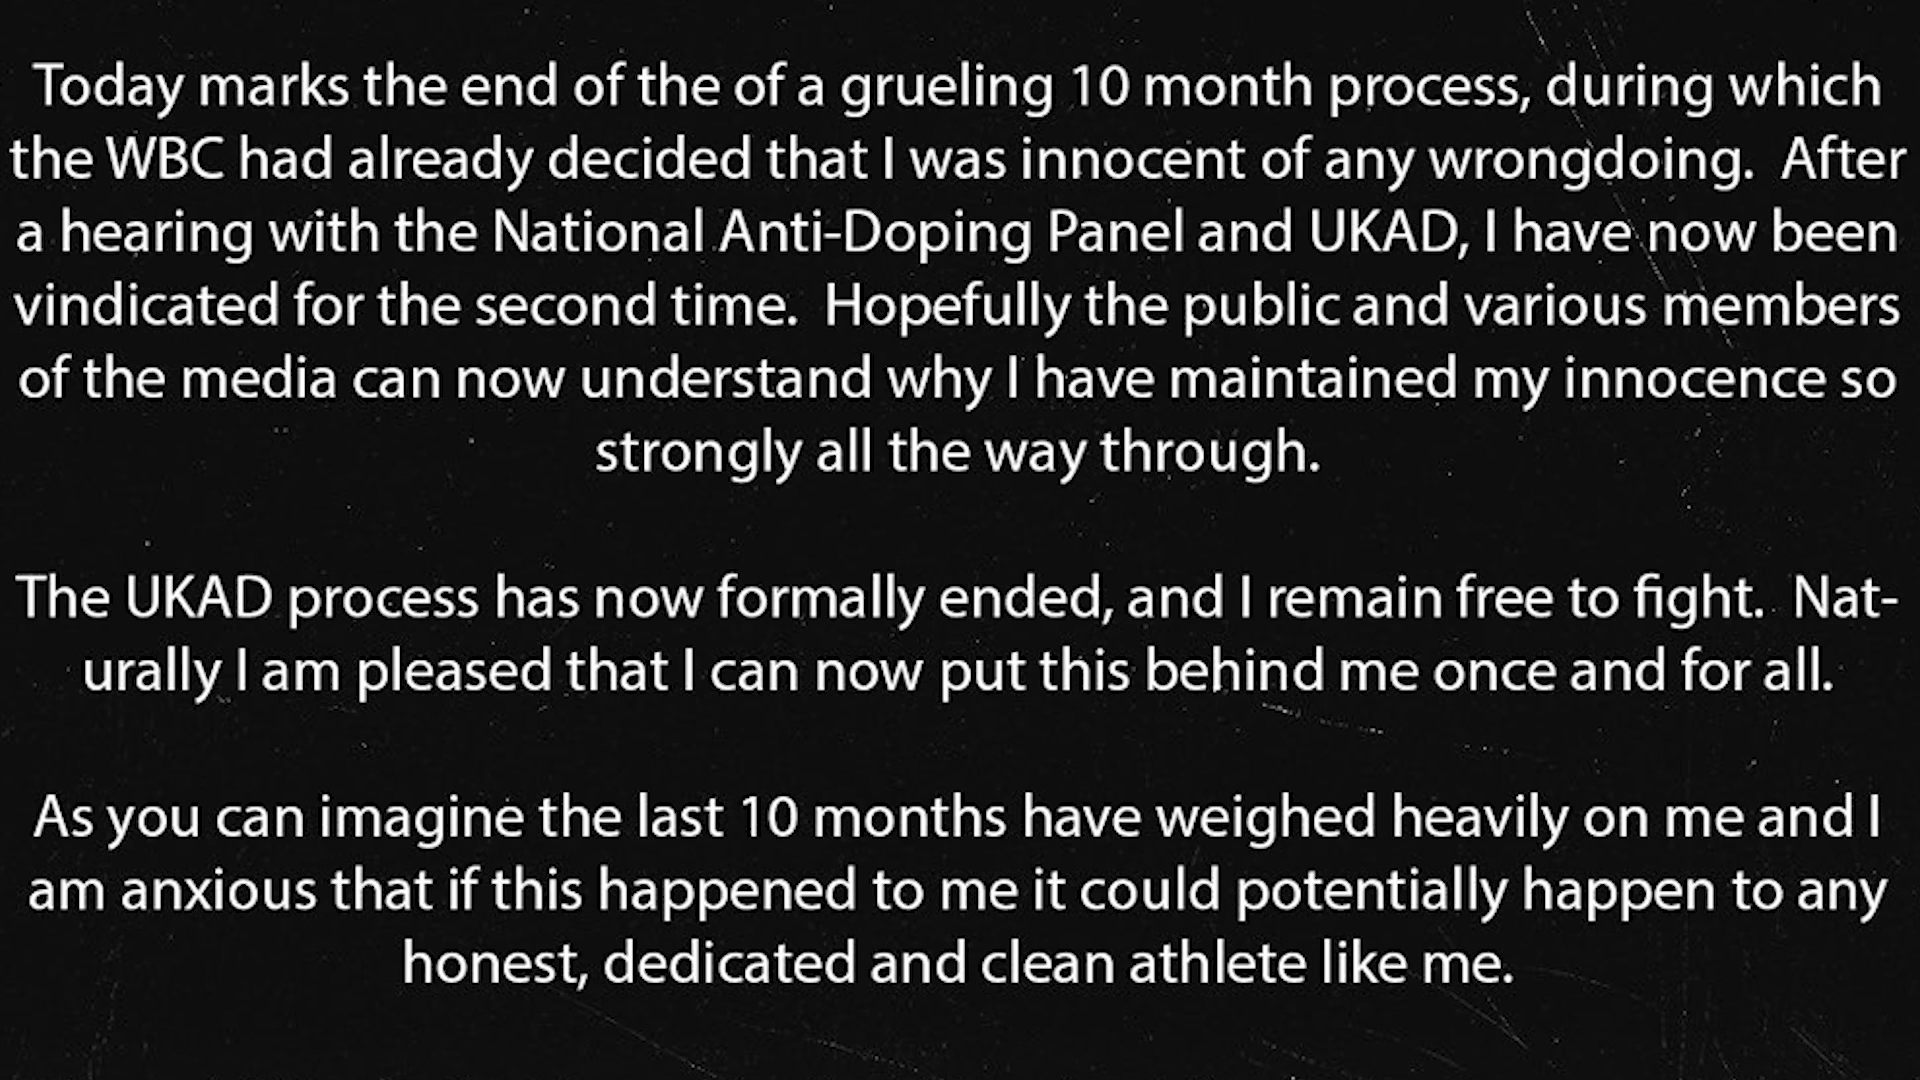 Today marks the end of the of a grueling 10 month process, during which
the WBC had already decided that I was innocent of any wrongdoing.  After
a hearing with the National Anti-Doping Panel and UKAD, I have now been
vindicated for the second time.  Hopefully the public and various members
of the media can now understand why I have maintained my innocence so
strongly all the way through.
The UKAD process has now formally ended, and I remain free to fight.  Nat-
urally I am pleased that I can now put this behind me once and for all.
As you can imagine the last 10 months have weighed heavily on me and I
am anxious that if this happened to me it could potentially happen to any
honest, dedicated and clean athlete like me.